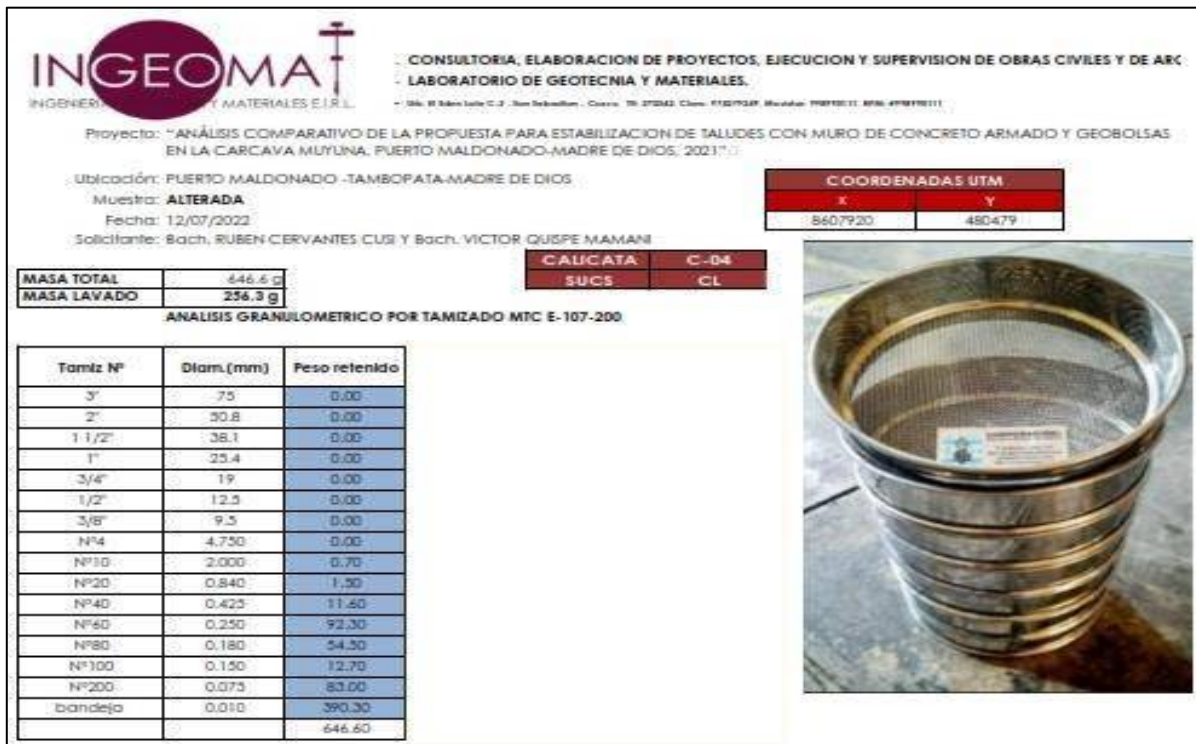 INGEOMAT
INGENIERIA Y MATERIALES E.I.R.L.
- CONSULTORIA, ELABORACION DE PROYECTOS, EJECUCION Y SUPERVISION DE OBRAS CIVILES Y DE ARC
- LABORATORIO DE GEOTECNIA Y MATERIALES.
Proyecto: "ANÁLISIS COMPARATIVO DE LA PROPUESTA PARA ESTABILIZACION DE TALUDES CON MURO DE CONCRETO ARMADO Y GEOBOLSAS
EN LA CARCAVA MUYUNA, PUERTO MALDONADO-MADRE DE DIOS, 2021"
Ubicación: PUERTO MALDONADO -TAMBOPATA-MADRE DE DIOS
Muestra: ALTERADA
Fecha: 12/07/2022
Solicitante: Bach. RUBEN CERVANTES CUSI Y Bach. VICTOR QUISPE MAMANI
COORDENADAS UTM
X Y
8607920 480479
CALICATA C-04
SUCS CL
MASA TOTAL 646.6 g
MASA LAVADO 256.3 g
ANALISIS GRANULOMETRICO POR TAMIZADO MTC E-107-200
Tamiz Nº Diam.(mm) Peso retenido
3" 75 0.00
2" 50.8 0.00
1 1/2" 38.1 0.00
1" 25.4 0.00
3/4" 19 0.00
1/2" 12.5 0.00
3/8" 9.5 0.00
Nº4 4.750 0.00
Nº10 2.000 0.70
Nº20 0.840 1.50
Nº40 0.425 11.60
Nº60 0.250 92.30
Nº80 0.180 54.50
Nº100 0.150 12.70
Nº200 0.075 83.00
bandeja 0.010 390.30
646.60